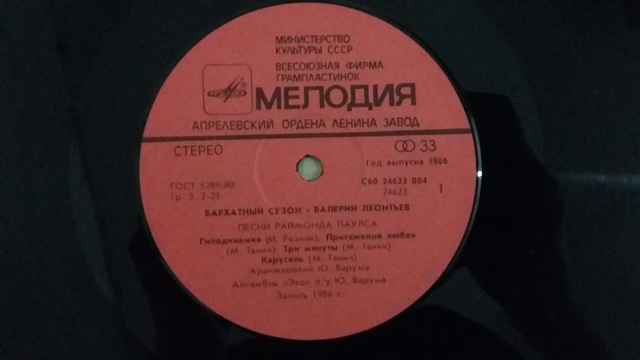 МИНИСТЕРСТВО
КУЛЬТУРЫ СССР
ВСЕСОЮЗНАЯ ФИРМА
ГРАМПЛАСТИНОК
МЕЛОДИЯ
АПРЕЛЕВСКИЙ ОРДЕНА ЛЕНИНА ЗАВОД
СТЕРЕО
33
Год выпуска 1986
ГОСТ 5289-80
Гр. 3. 2-25
С60 24623 004
24623
1
БАРХАТНЫЙ СЕЗОН - ВАЛЕРИЙ ЛЕОНТЬЕВ
ПЕСНИ РАЙМОНДА ПАУЛСА
Гиподинамия (И. Резник); Притяжение любви
(М. Танич); Три минуты (М. Танич)
Карусель (М. Танич)
Аранжировки Ю. Варума
Ансамбль «Эхо» п/у Ю. Варума
Запись 1986 г.